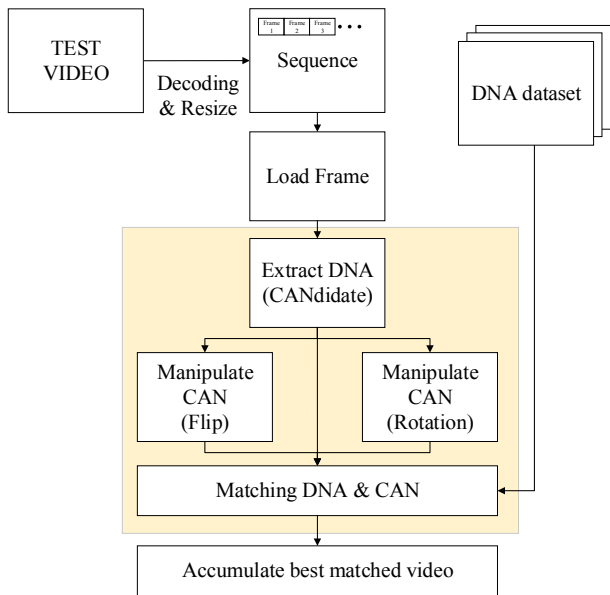 TEST
VIDEO
Decoding
& Resize
Frame
1
Frame
2
Frame
3
Sequence
DNA dataset
Load Frame
Extract DNA
(CANdidate)
Manipulate
CAN
(Flip)
Manipulate
CAN
(Rotation)
Matching DNA & CAN
Accumulate best matched video